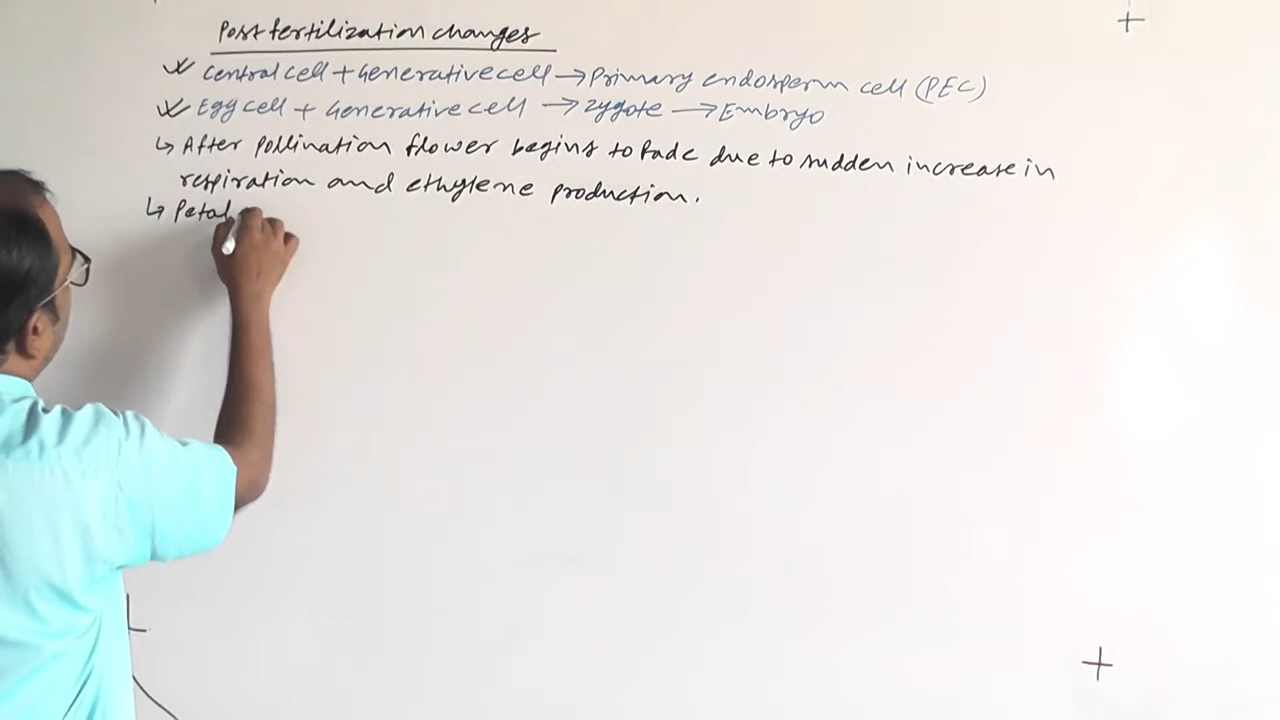 Post fertilization changes
Central cell + Generative cell → Primary endosperm cell (PEC)
Egg cell + Generative cell → Zygote → Embryo
↳ After pollination flower begins to fade due to sudden increase in
respiration and ethylene production.
↳ Petal